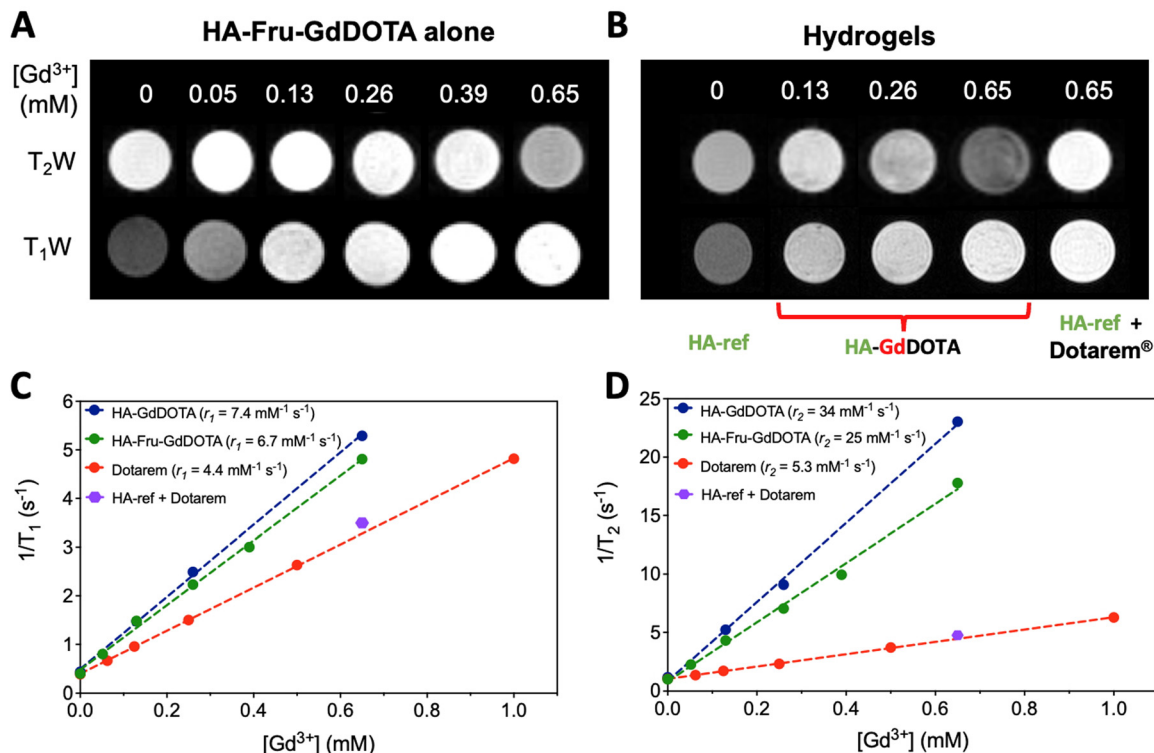 A
HA-Fru-GdDOTA alone
[Gd³⁺]
(mM)
0 0.05 0.13 0.26 0.39 0.65
T₂W
T₁W
B
Hydrogels
0 0.13 0.26 0.65 0.65
HA-ref
HA-GdDOTA
HA-ref +
Dotarem®
C
HA-GdDOTA (r₁ = 7.4 mM⁻¹ s⁻¹)
HA-Fru-GdDOTA (r₁ = 6.7 mM⁻¹ s⁻¹)
Dotarem (r₁ = 4.4 mM⁻¹ s⁻¹)
HA-ref + Dotarem
1/T₁ (s⁻¹)
6
5
4
3
2
1
0
0.0 0.2 0.4 0.6 0.8 1.0
[Gd³⁺] (mM)
D
HA-GdDOTA (r₂ = 34 mM⁻¹ s⁻¹)
HA-Fru-GdDOTA (r₂ = 25 mM⁻¹ s⁻¹)
Dotarem (r₂ = 5.3 mM⁻¹ s⁻¹)
HA-ref + Dotarem
1/T₂ (s⁻¹)
25
20
15
10
5
0
0.0 0.2 0.4 0.6 0.8 1.0
[Gd³⁺] (mM)